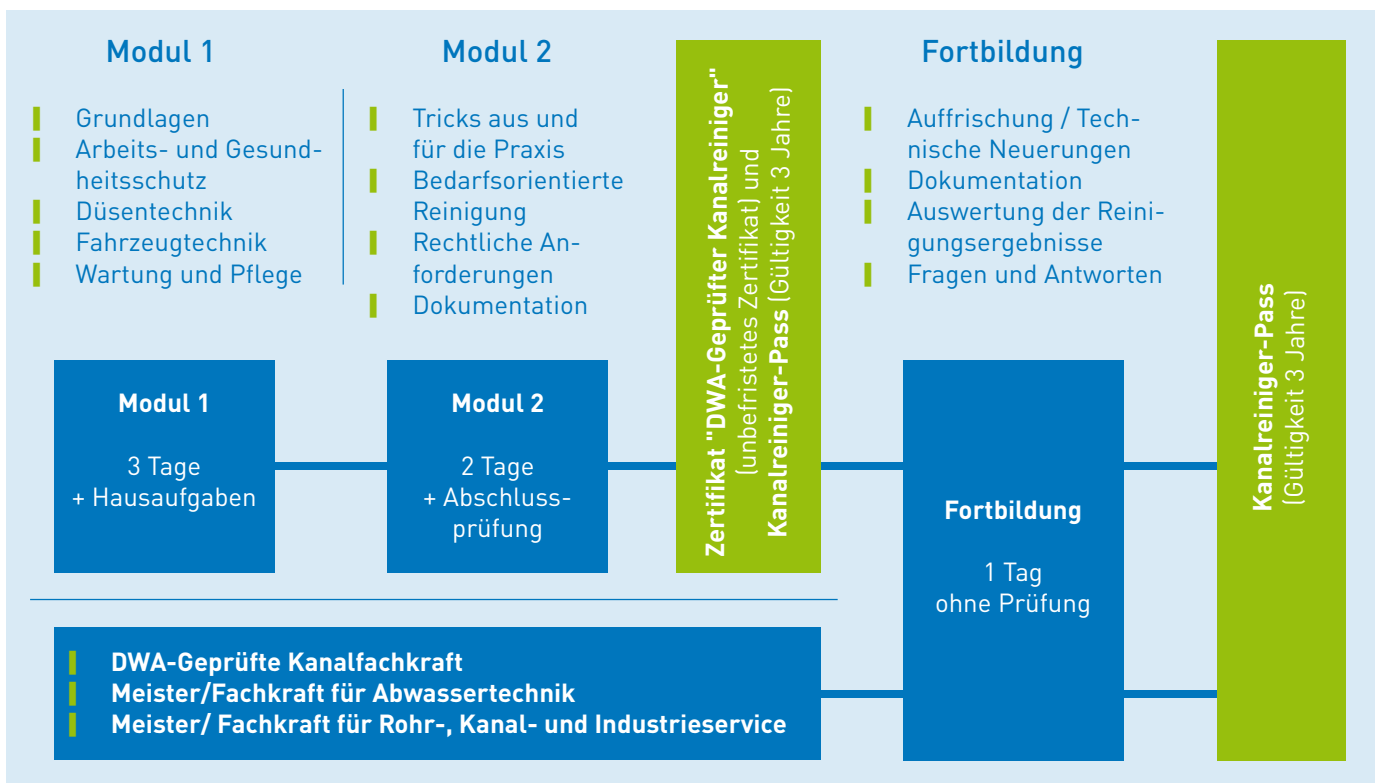 Modul 1
Grundlagen
Arbeits- und Gesund-
heitsschutz
Düsentechnik
Fahrzeugtechnik
Wartung und Pflege
Modul 2
Tricks aus und
für die Praxis
Bedarfsorientierte
Reinigung
Rechtliche An-
forderungen
Dokumentation
Zertifikat "DWA-Geprüfter Kanalreiniger"
(unbefristetes Zertifikat) und
Kanalreiniger-Pass (Gültigkeit 3 Jahre)
Fortbildung
Auffrischung / Tech-
nische Neuerungen
Dokumentation
Auswertung der Reini-
gungsergebnisse
Fragen und Antworten
Kanalreiniger-Pass
(Gültigkeit 3 Jahre)
Modul 1
3 Tage
+ Hausaufgaben
Modul 2
2 Tage
+ Abschluss-
prüfung
Fortbildung
1 Tag
ohne Prüfung
DWA-Geprüfte Kanalfachkraft
Meister/Fachkraft für Abwassertechnik
Meister/ Fachkraft für Rohr-, Kanal- und Industrieservice